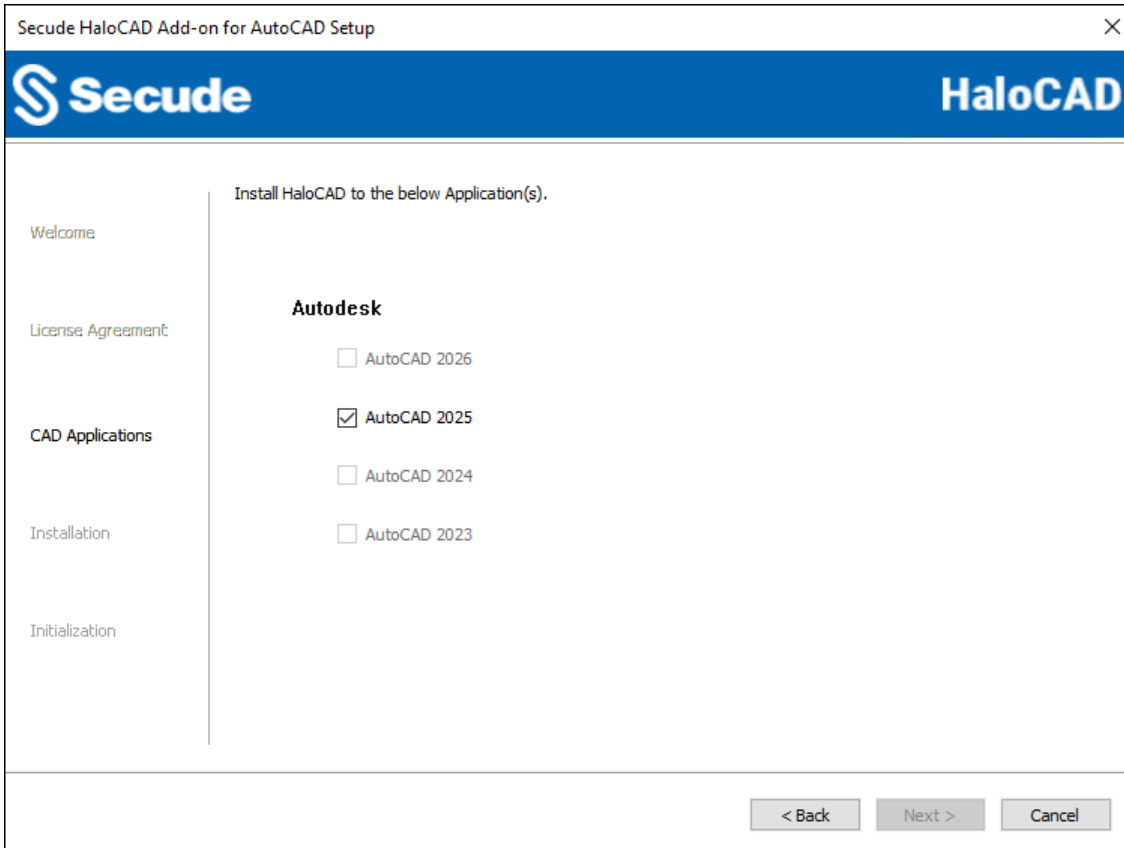 Secude HaloCAD Add-on for AutoCAD Setup
Secude
HaloCAD
Install HaloCAD to the below Application(s).
Welcome
License Agreement
CAD Applications
Installation
Initialization
Autodesk
AutoCAD 2026
AutoCAD 2025
AutoCAD 2024
AutoCAD 2023
< Back
Next >
Cancel